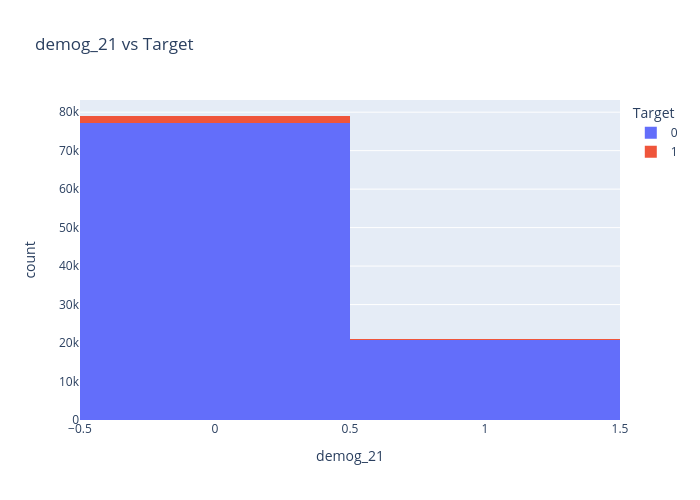 demog_21 vs Target
Target
0
1
80k
70k
60k
50k
40k
30k
20k
10k
0
−0.5
0
0.5
1
1.5
count
demog_21